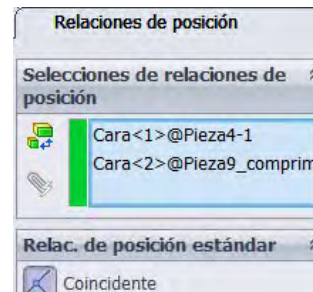 Relaciones de posición
Selecciones de relaciones de
posición
Cara<1>@Pieza4-1
Cara<2>@Pieza9_comprim
Relac. de posición estándar
Coincidente